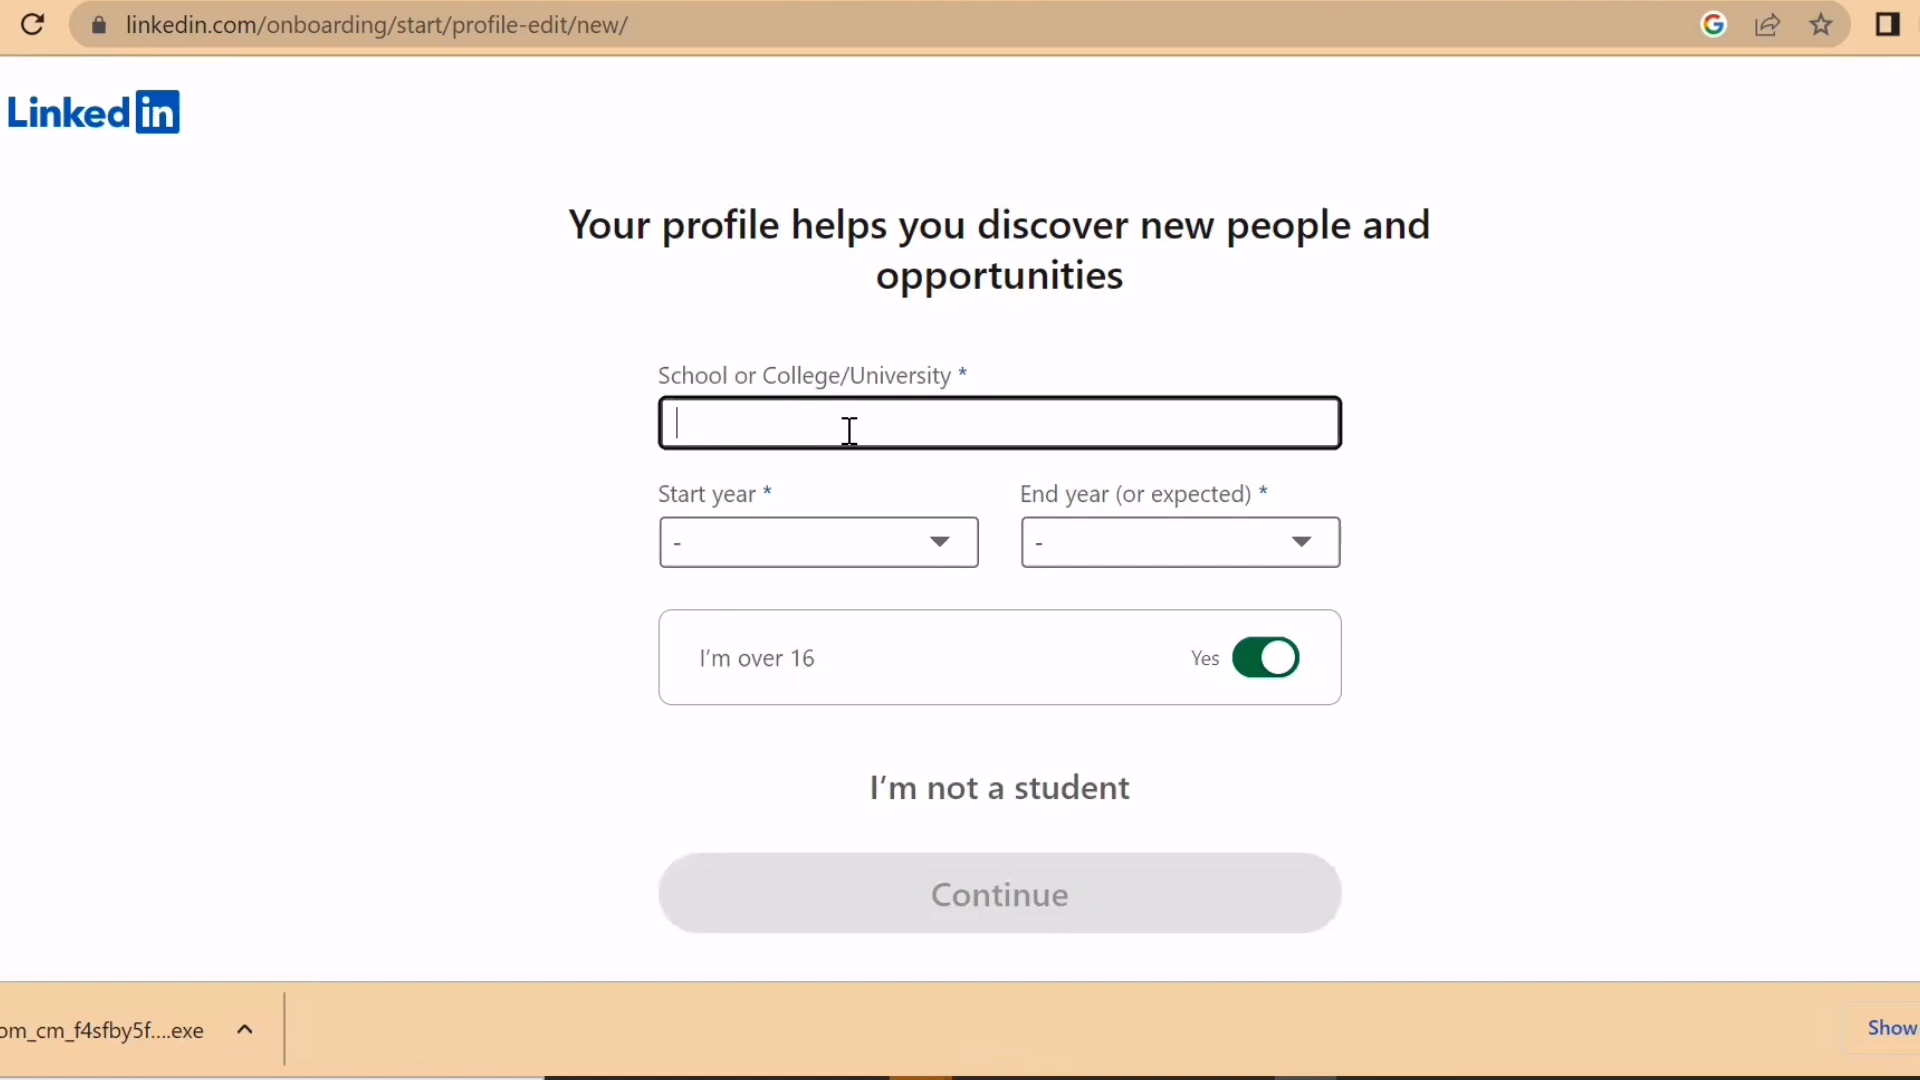 linkedin.com/onboarding/start/profile-edit/new/
Linked in
Your profile helps you discover new people and
opportunities
School or College/University *
Start year * End year (or expected) *
- -
I'm over 16 Yes
I'm not a student
Continue
om_cm_f4sfby5f....exe Show